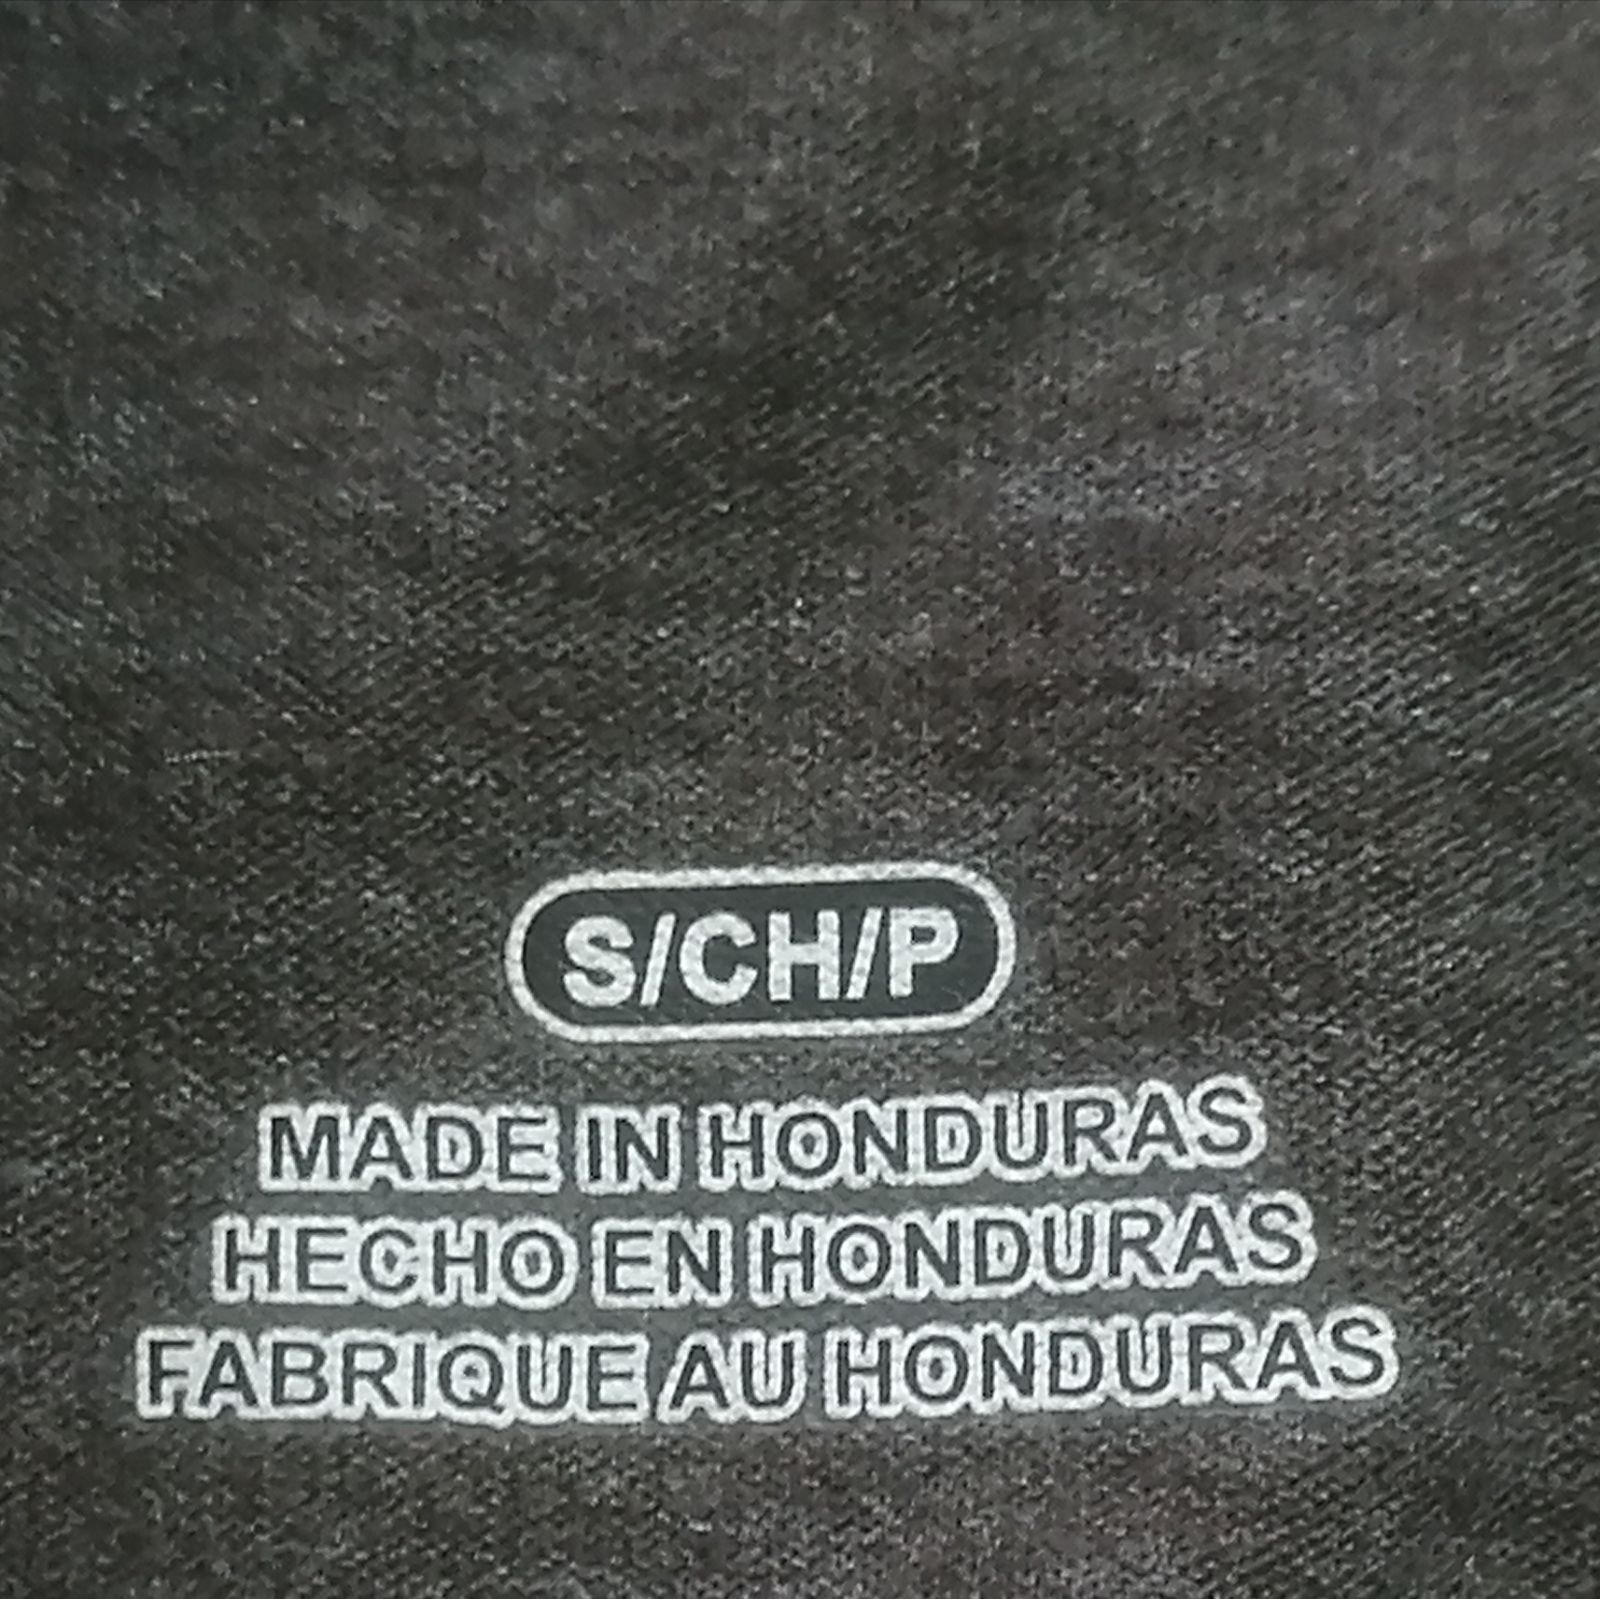 S/CH/P
MADE IN HONDURAS
HECHO EN HONDURAS
FABRIQUE AU HONDURAS